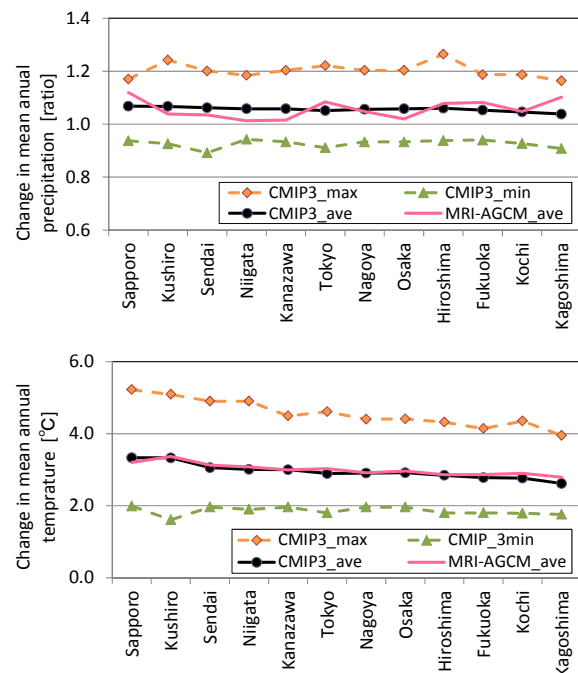 Change in mean anual
precipitation [ratio]
1.4
1.2
1.0
0.8
0.6
CMIP3_max
CMIP3_min
CMIP3_ave
MRI-AGCM_ave
Sapporo
Kushiro
Sendai
Niigata
Kanazawa
Tokyo
Nagoya
Osaka
Hiroshima
Fukuoka
Kochi
Kagoshima
Change in mean annual
temprature [℃]
6.0
4.0
2.0
0.0
CMIP3_max
CMIP_3min
CMIP3_ave
MRI-AGCM_ave
Sapporo
Kushiro
Sendai
Niigata
Kanazawa
Tokyo
Nagoya
Osaka
Hiroshima
Fukuoka
Kochi
Kagoshima